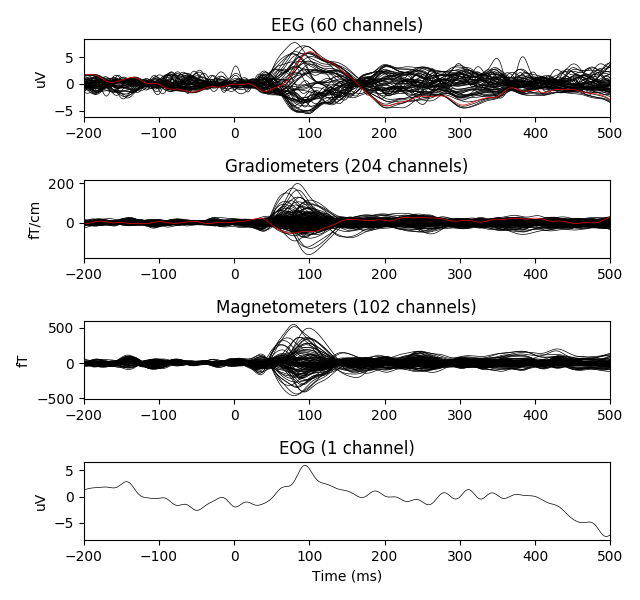 EEG (60 channels)
uV
5
0
−5
−200 −100 0 100 200 300 400 500
Gradiometers (204 channels)
fT/cm
200
0
−200 −100 0 100 200 300 400 500
Magnetometers (102 channels)
fT
500
0
−500
−200 −100 0 100 200 300 400 500
EOG (1 channel)
uV
5
0
−5
−200 −100 0 100 200 300 400 500
Time (ms)